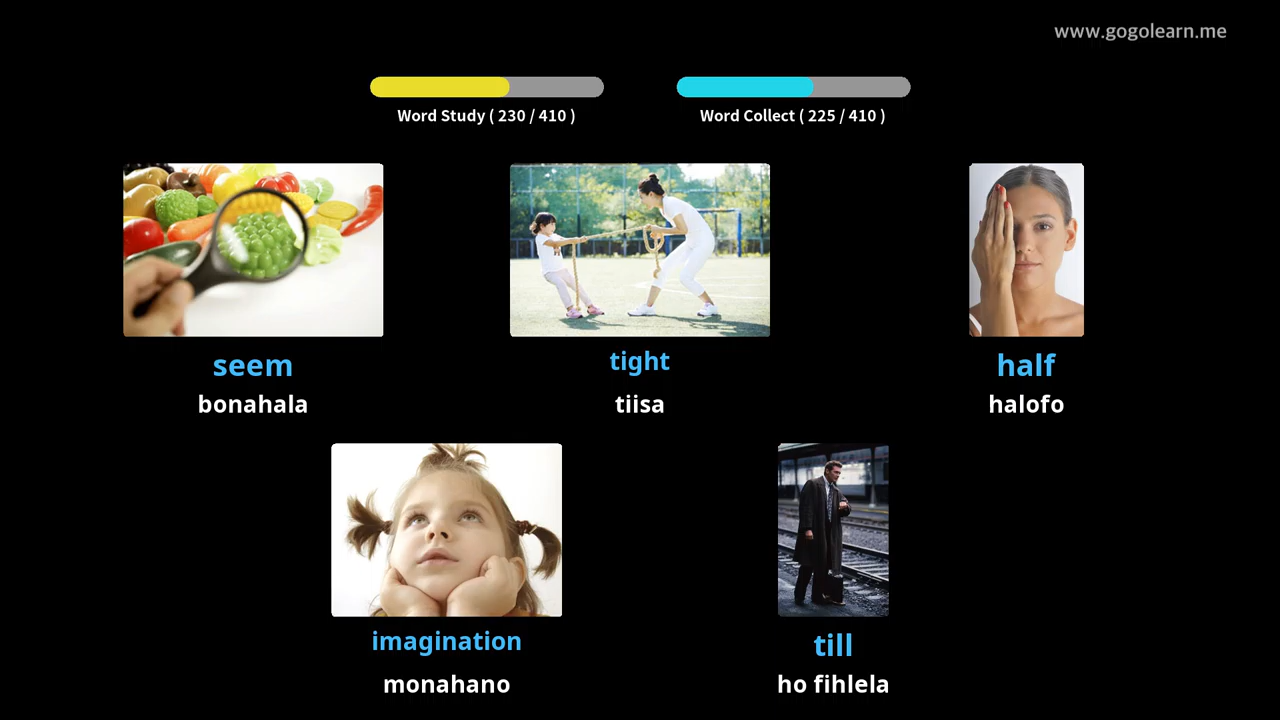 www.gogolearn.me
Word Study ( 230 / 410 )
Word Collect ( 225 / 410 )
seem
bonahala
tight
tiisa
half
halofo
imagination
monahano
till
ho fihlela